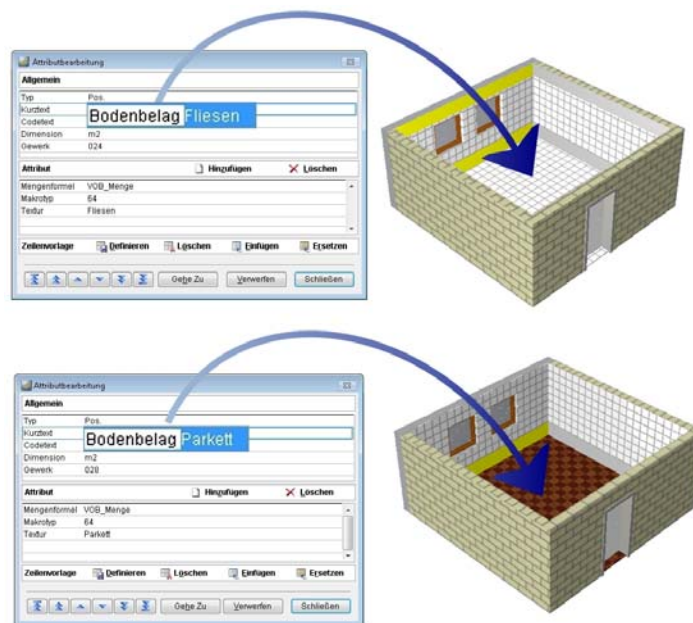 Attributbearbeitung
Allgemein
Typ Pos.
Kurztext Bodenbelag Fliesen
Codetext
Dimension m2
Gewerk 024
Attribut Hinzufügen Löschen
Mengenformel VOB_Menge
Makrotyp 64
Textur Fliesen
Zeilenvorlage Definieren Löschen Einfügen Ersetzen
Gehe Zu Verwerfen Schließen
Attributbearbeitung
Allgemein
Typ Pos.
Kurztext Bodenbelag Parkett
Codetext
Dimension m2
Gewerk 028
Attribut Hinzufügen Löschen
Mengenformel VOB_Menge
Makrotyp 64
Textur Parkett
Zeilenvorlage Definieren Löschen Einfügen Ersetzen
Gehe Zu Verwerfen Schließen